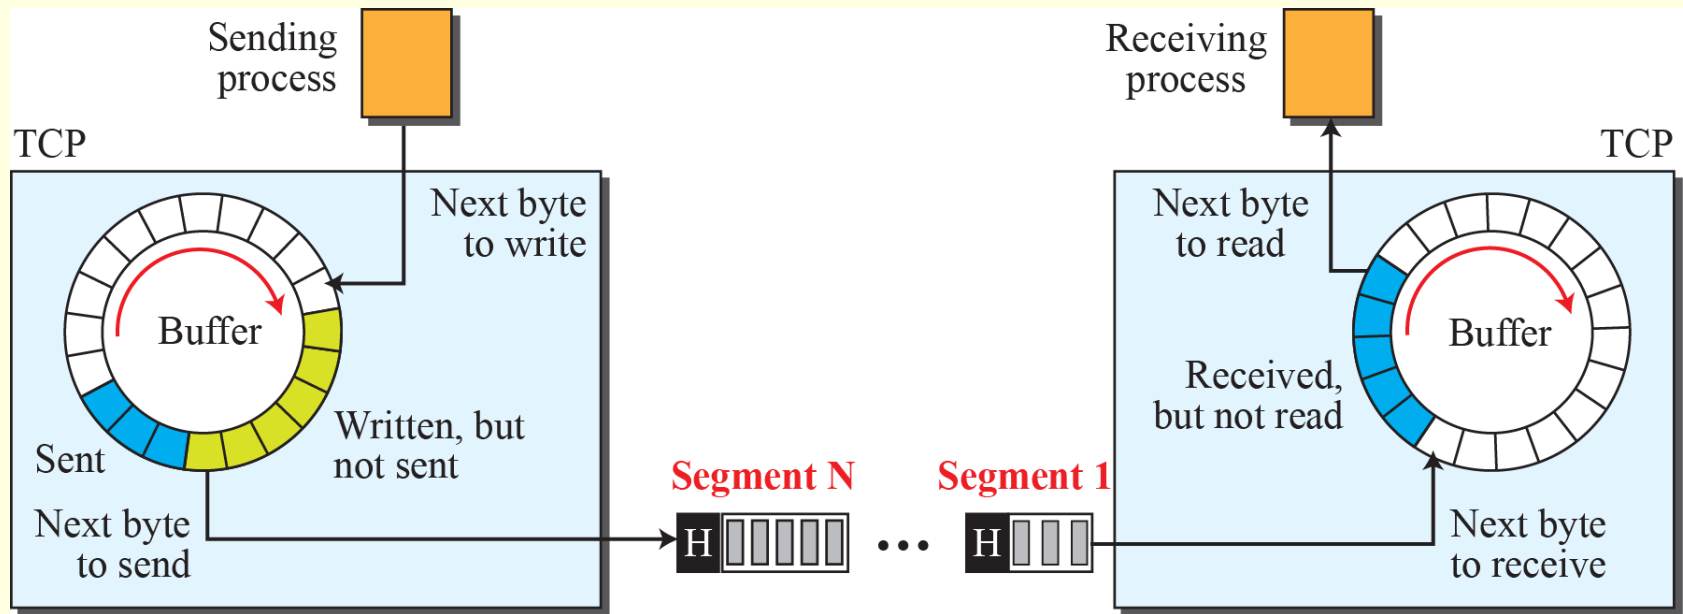 Sending
process
Receiving
process
TCP
TCP
Next byte
to write
Next byte
to read
Buffer
Buffer
Received,
but not read
Written, but
not sent
Sent
Segment N
Segment 1
Next byte
to send
H
...
H
Next byte
to receive